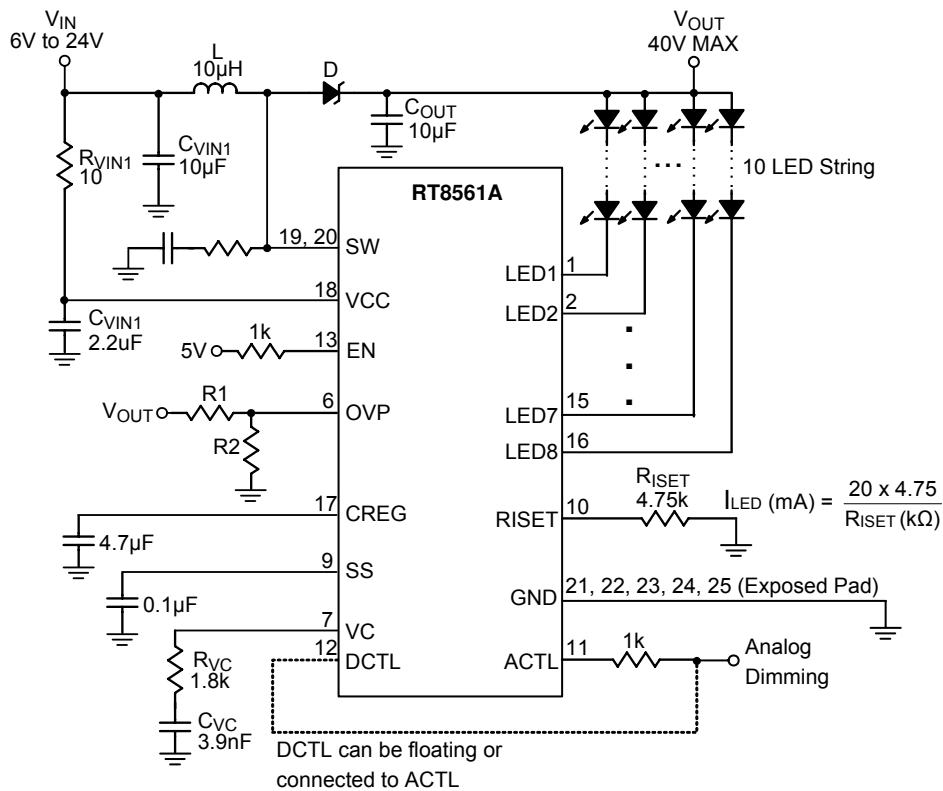 VIN
6V to 24V
VOUT
40V MAX
L
10µH
D
COUT
10µF
RVIN1
10
CVIN1
10µF
10 LED String
RT8561A
19, 20
SW
LED1
1
18
VCC
LED2
2
CVIN1
2.2uF
1k
5V
13
EN
R1
VOUT
6
OVP
LED7
15
R2
LED8
16
RISET
4.75k
17
CREG
RISET
10
ILED (mA) = 20 x 4.75
RISET (kΩ)
4.7µF
9
SS
0.1µF
GND
21, 22, 23, 24, 25 (Exposed Pad)
7
VC
12
DCTL
ACTL
11
1k
Analog
Dimming
RVC
1.8k
CVC
3.9nF
DCTL can be floating or
connected to ACTL